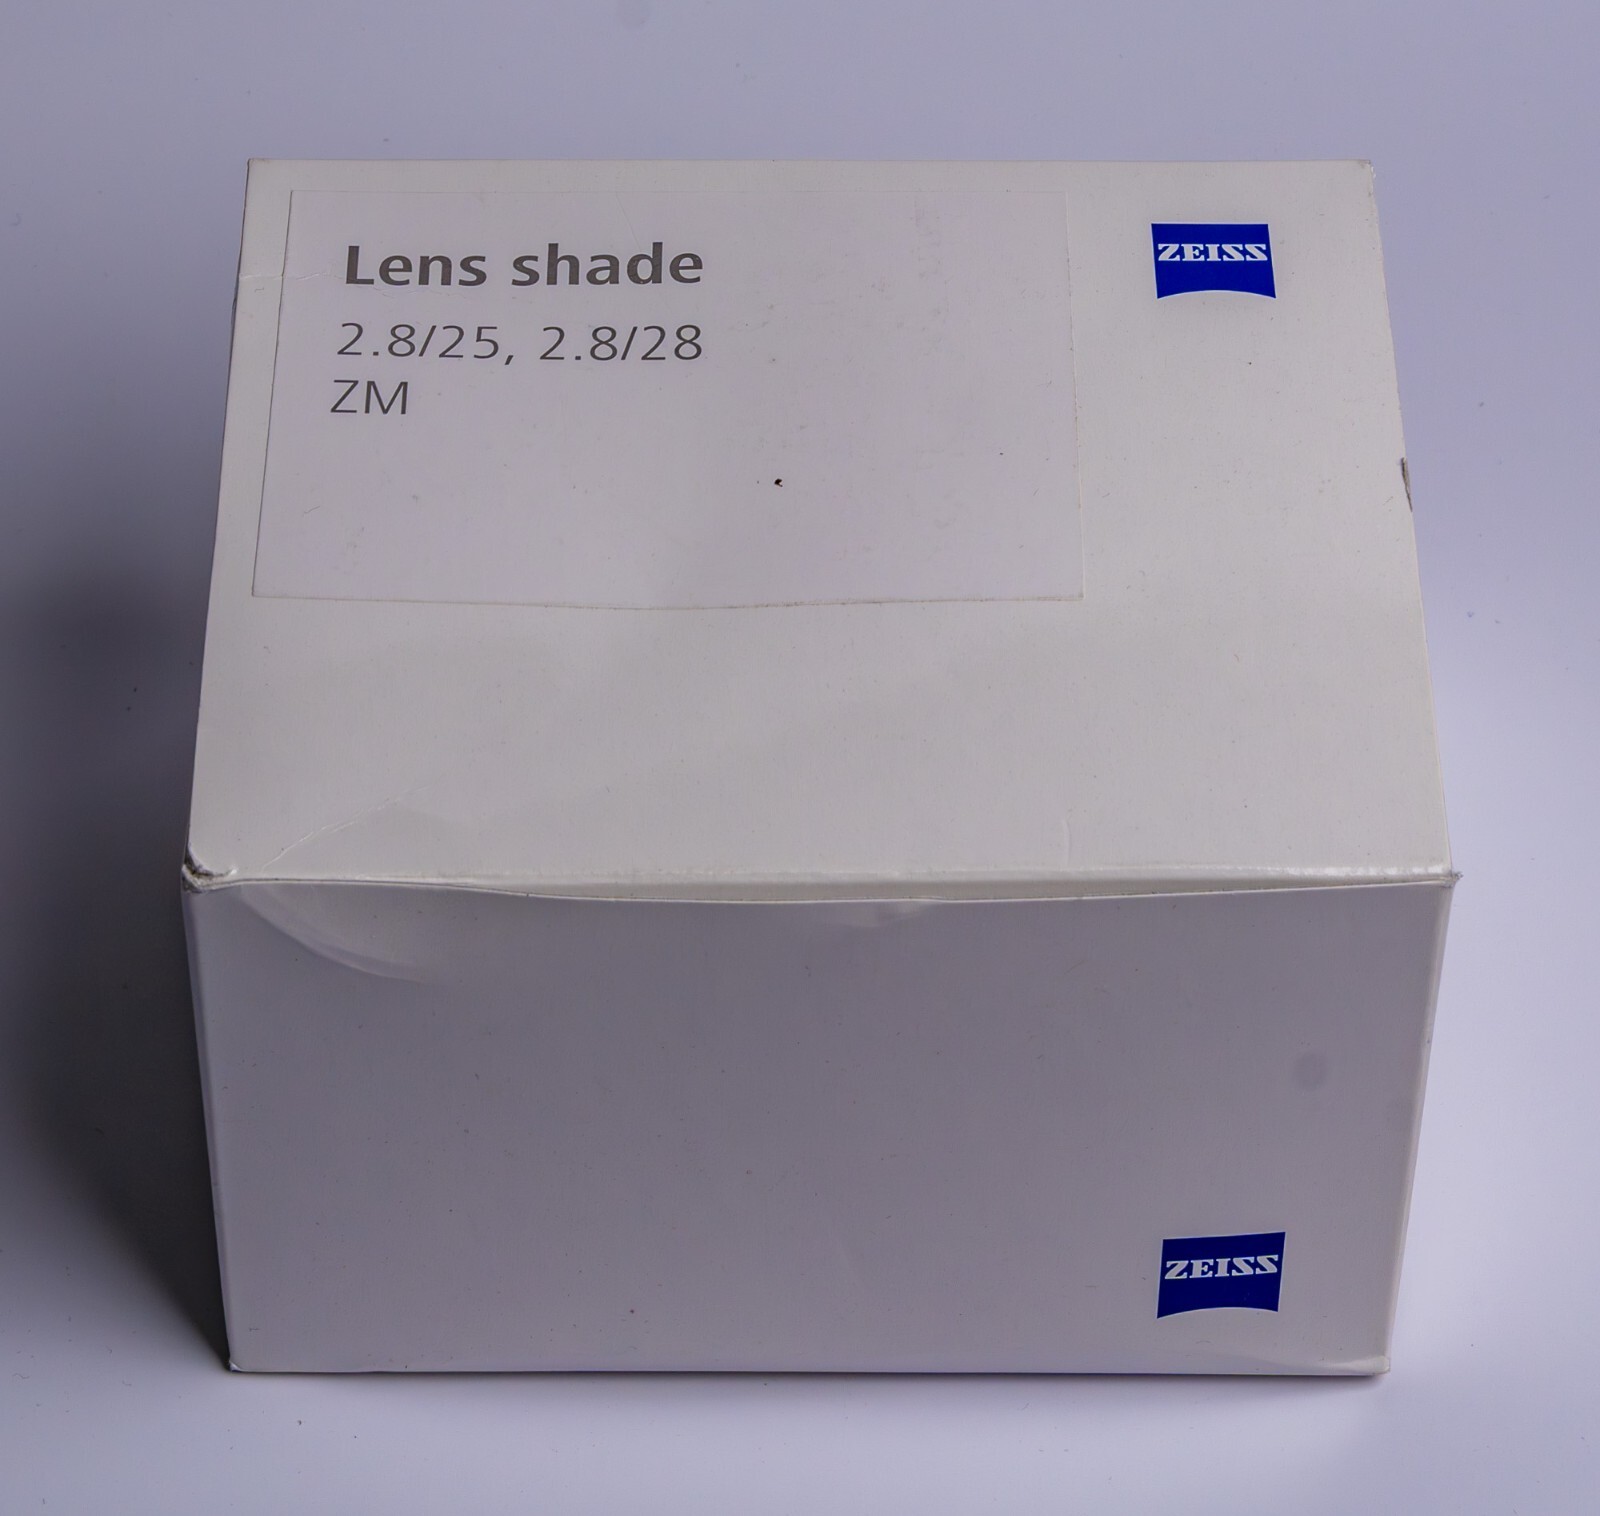 Lens shade
2.8/25, 2.8/28
ZM
ZEISS
ZEISS